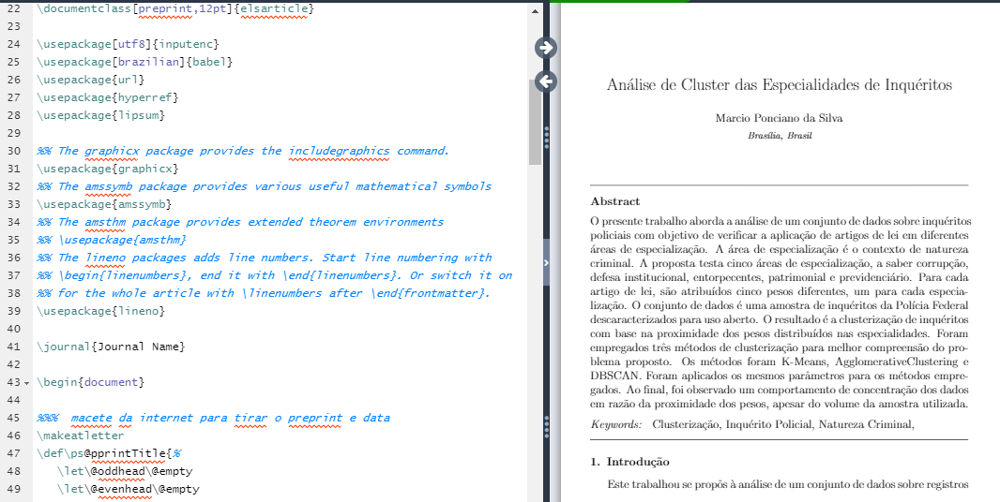 22 \documentclass[preprint,12pt]{elsarticle}
23
24 \usepackage[utf8]{inputenc}
25 \usepackage[brazilian]{babel}
26 \usepackage{url}
27 \usepackage{hyperref}
28 \usepackage{lipsum}
29
30 %% The graphicx package provides the includegraphics command.
31 \usepackage{graphicx}
32 %% The amssymb package provides various useful mathematical symbols
33 \usepackage{amssymb}
34 %% The amsthm package provides extended theorem environments
35 %% \usepackage{amsthm}
36 %% The lineno packages adds line numbers. Start line numbering with
37 %% \begin{linenumbers}, end it with \end{linenumbers}. Or switch it on
38 %% for the whole article with \linenumbers after \end{frontmatter}.
39 \usepackage{lineno}
40
41 \journal{Journal Name}
42
43 \begin{document}
44
45 %%% macete da internet para tirar o preprint e data
46 \makeatletter
47 \def\ps@pprintTitle{%
48 \let\@oddhead\@empty
49 \let\@evenhead\@empty
Análise de Cluster das Especialidades de Inquéritos
Marcio Ponciano da Silva
Brasília, Brasil
Abstract
O presente trabalho aborda a análise de um conjunto de dados sobre inquéritos
policiais com objetivo de verificar a aplicação de artigos de lei em diferentes
áreas de especialização. A área de especialização é o contexto de natureza
criminal. A proposta testa cinco áreas de especialização, a saber corrupção,
defesa institucional, entorpecentes, patrimonial e previdenciário. Para cada
artigo de lei, são atribuídos cinco pesos diferentes, um para cada especia-
lização. O conjunto de dados é uma amostra de inquéritos da Polícia Federal
descaracterizados para uso aberto. O resultado é a clusterização de inquéritos
com base na proximidade dos pesos distribuídos nas especialidades. Foram
empregados três métodos de clusterização para melhor compreensão do pro-
blema proposto. Os métodos foram K-Means, AgglomerativeClustering e
DBSCAN. Foram aplicados os mesmos parâmetros para os métodos empre-
gados. Ao final, foi observado um comportamento de concentração dos dados
em razão da proximidade dos pesos, apesar do volume da amostra utilizada.
Keywords: Clusterização, Inquérito Policial, Natureza Criminal,
1. Introdução
Este trabalhou se propôs à análise de um conjunto de dados sobre registros